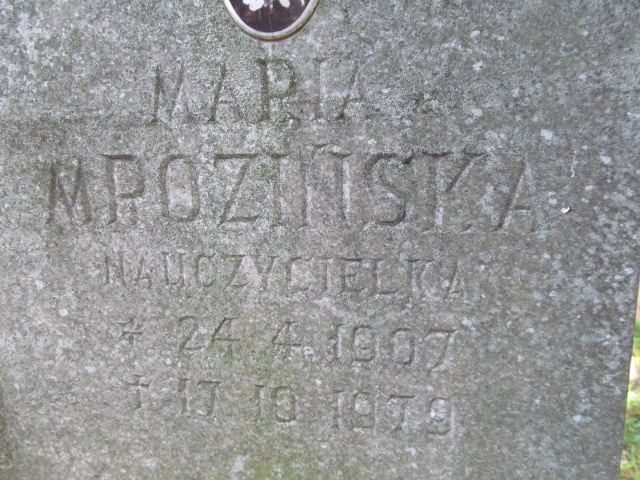 MARIA
MROZIŃSKA
NAUCZYCIELKA
* 24 4 1907
† 17 10 1979